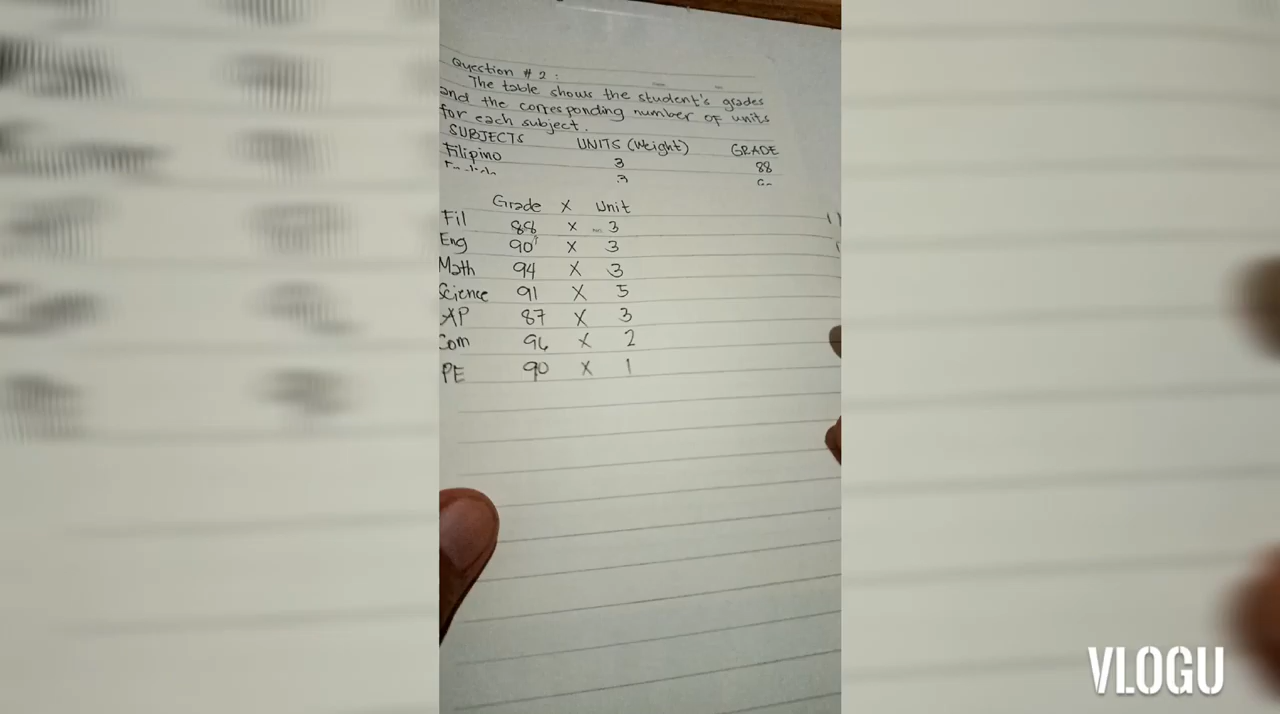 Question # 2 :
The table shows the student's grades
and the corresponding number of units
for each subject.
SUBJECTS UNITS (Weight) GRADE
Filipino 3 88
3
Grade X Unit
Fil 88 X 3
Eng 90 X 3
Math 94 X 3
Science 91 X 5
AP 87 X 3
Com 96 X 2
PE 90 X 1
VLOGU